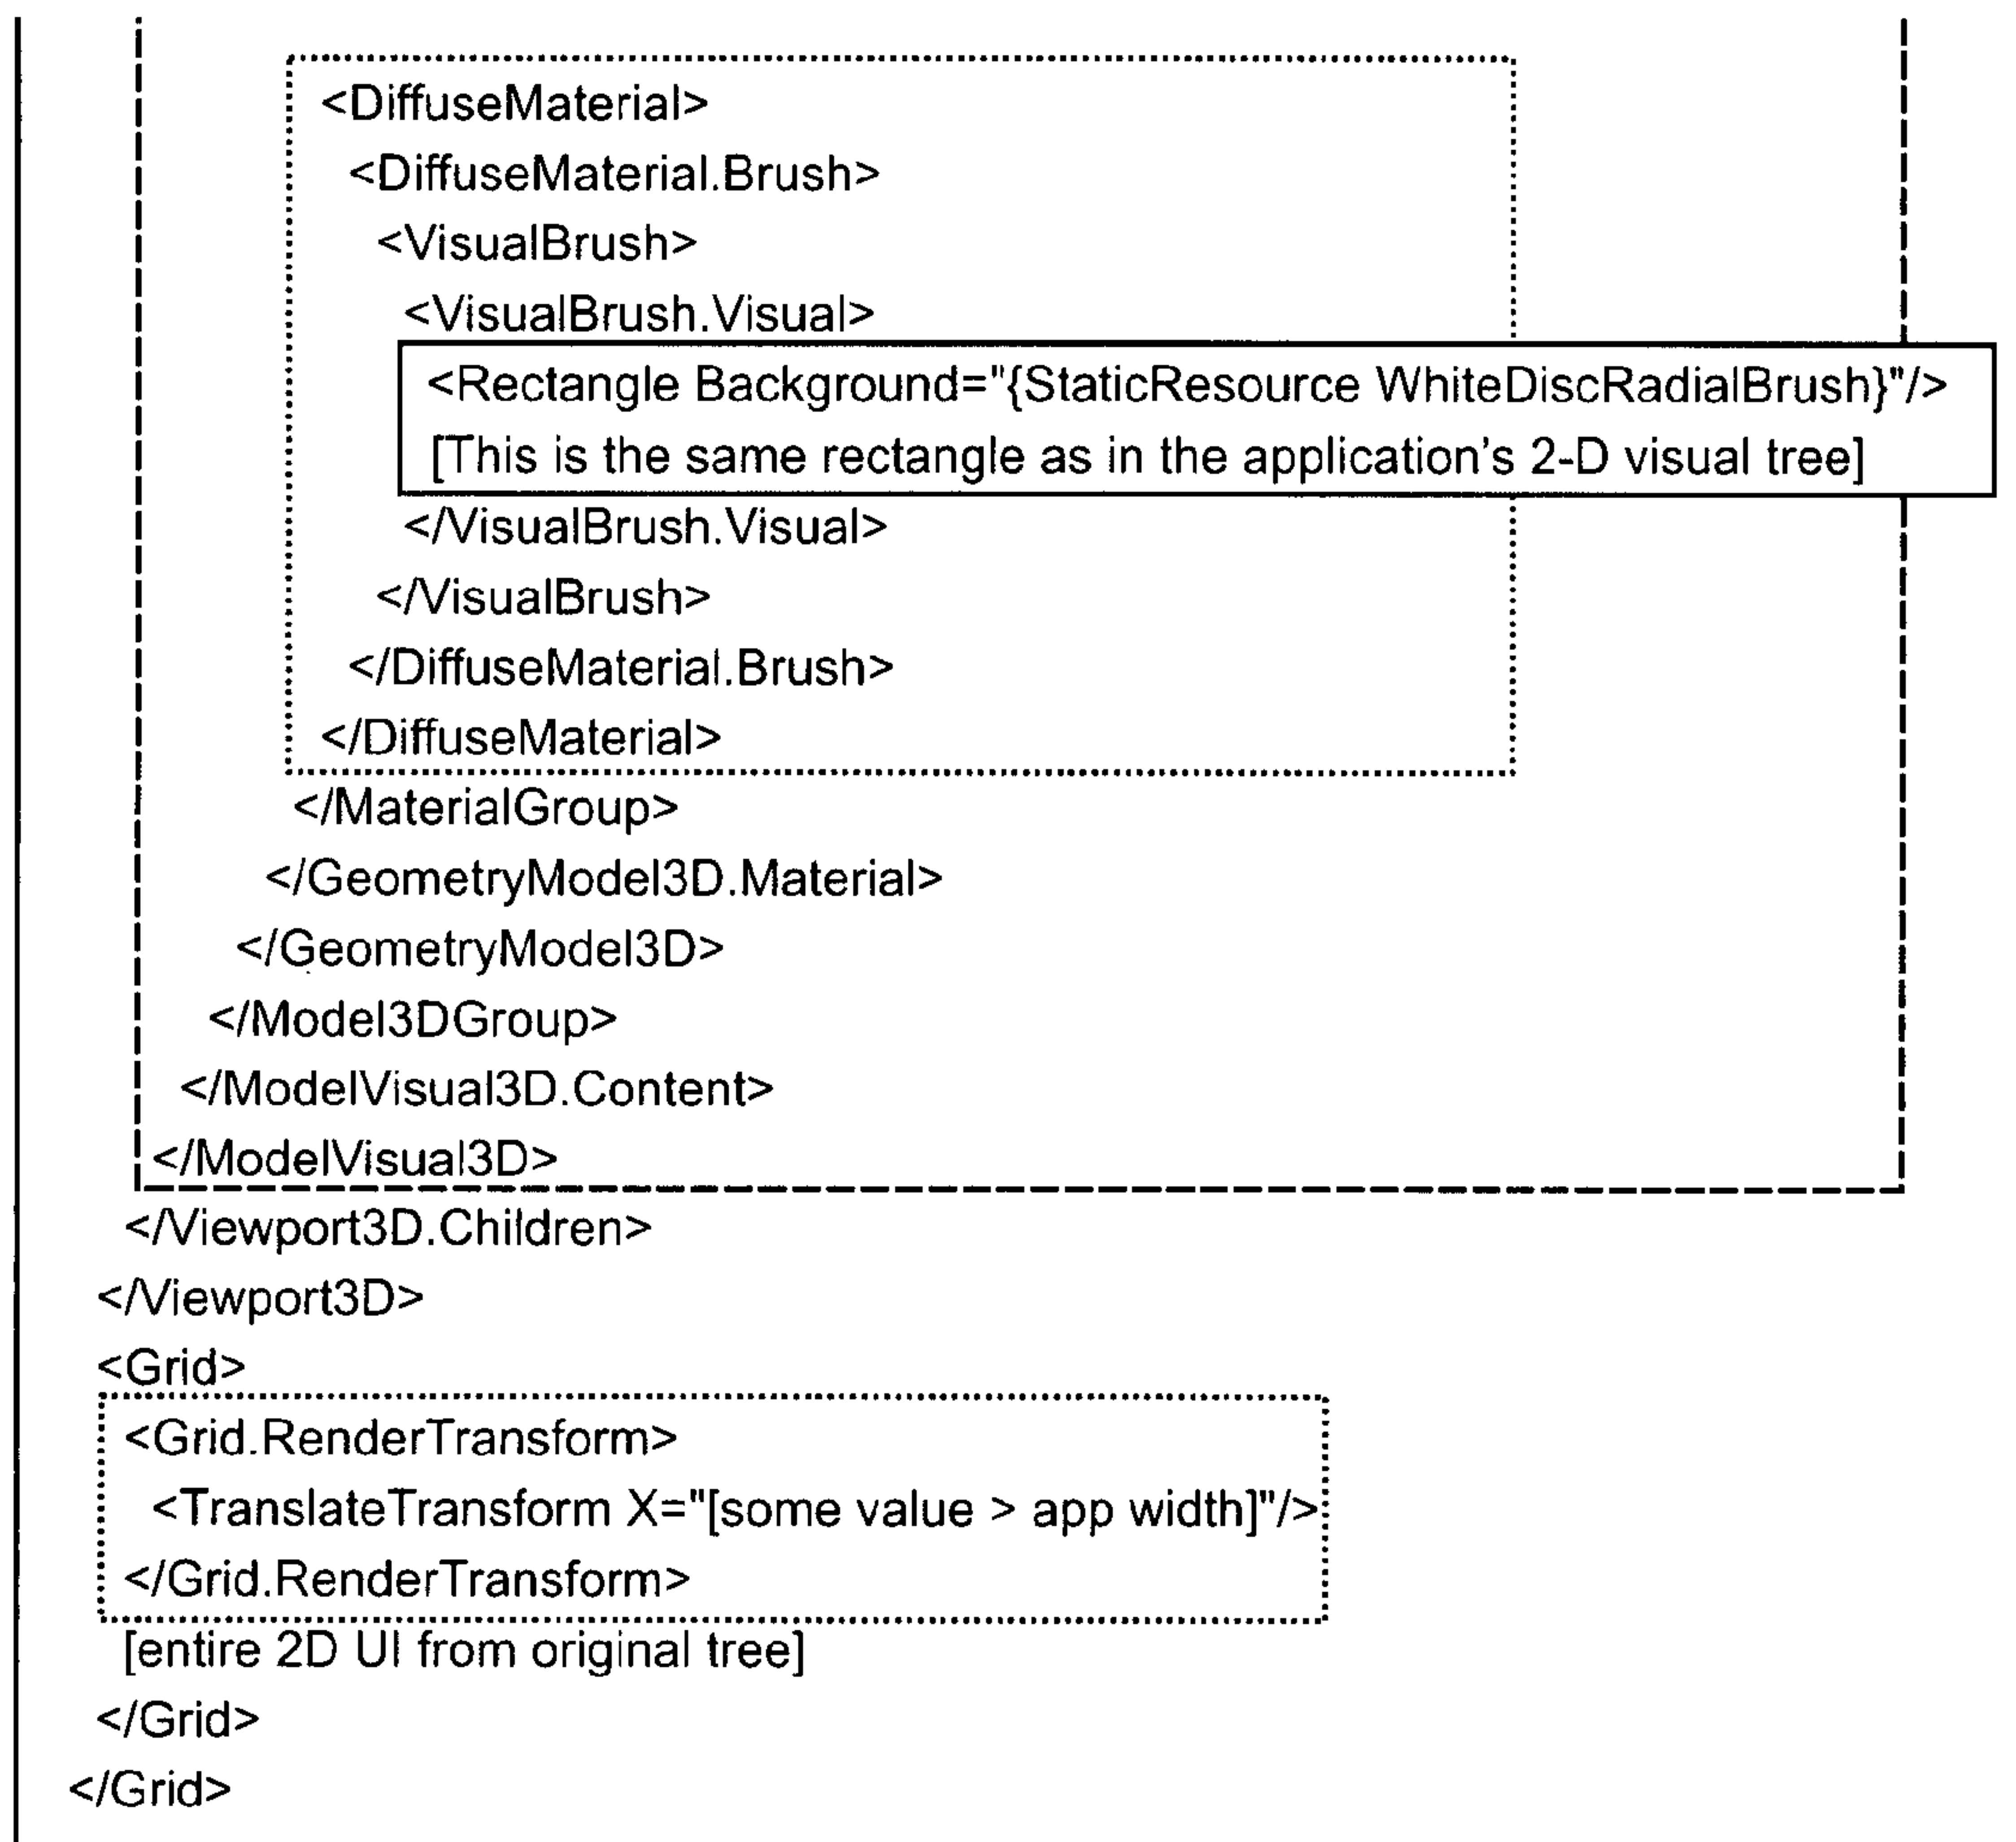 <DiffuseMaterial>
<DiffuseMaterial.Brush>
<VisualBrush>
<VisualBrush.Visual>
<Rectangle Background="{StaticResource WhiteDiscRadialBrush}"/>
[This is the same rectangle as in the application's 2-D visual tree]
</VisualBrush.Visual>
</VisualBrush>
</DiffuseMaterial.Brush>
</DiffuseMaterial>
</MaterialGroup>
</GeometryModel3D.Material>
</GeometryModel3D>
</Model3DGroup>
</ModelVisual3D.Content>
</ModelVisual3D>
</Viewport3D.Children>
</Viewport3D>
<Grid>
<Grid.RenderTransform>
<TranslateTransform X="[some value > app width]"/>
</Grid.RenderTransform>
[entire 2D UI from original tree]
</Grid>
</Grid>